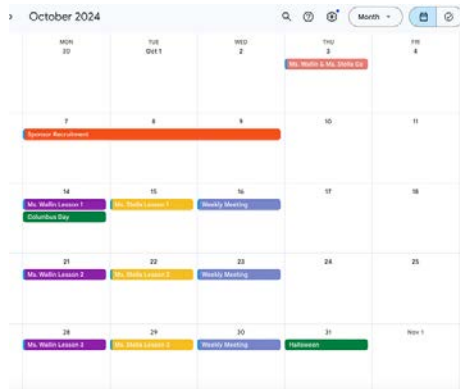 October 2024
Month
MON
TUE
WED
THU
FRI
30
Oct 1
2
3
4
Ms. Wallin & Ms. Stella Co
7
8
9
10
11
Sponsor Recruitment
14
15
16
17
18
Ms. Wallin Lesson 1
Ms. Stella Lesson 1
Weekly Meeting
Columbus Day
21
22
23
24
25
Ms. Wallin Lesson 2
Ms. Stella Lesson 2
Weekly Meeting
28
29
30
31
Nov 1
Ms. Wallin Lesson 3
Ms. Stella Lesson 3
Weekly Meeting
Halloween